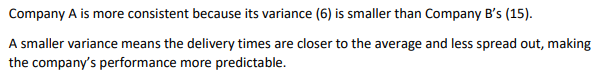 Company A is more consistent because its variance (6) is smaller than Company B’s (15).
A smaller variance means the delivery times are closer to the average and less spread out, making
the company’s performance more predictable.